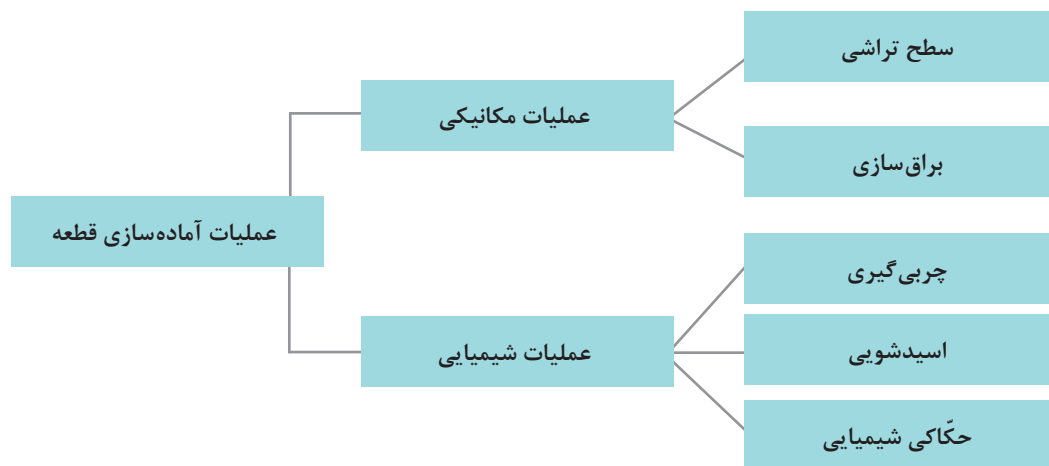 عملیات آماده‌سازی قطعه
عملیات مکانیکی
سطح تراشی
براق‌سازی
عملیات شیمیایی
چربی‌گیری
اسیدشویی
حکّاکی شیمیایی